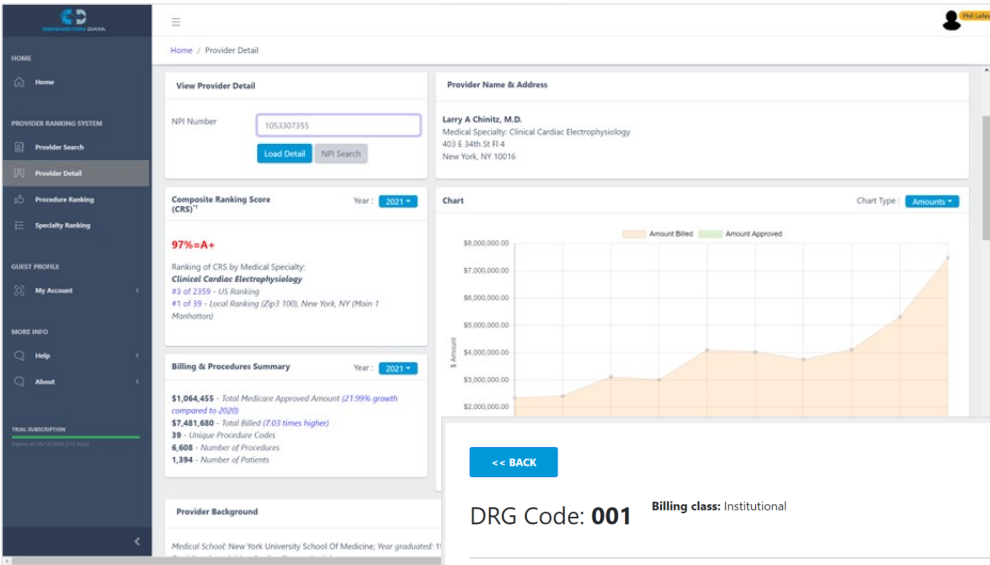 DENNISTON DATA
HOME
Home
PROVIDER RANKING SYSTEM
Provider Search
Provider Detail
Procedure Ranking
Specialty Ranking
GUEST PROFILE
My Account
MORE INFO
Help
About
TRIAL SUBSCRIPTION
Phil Lefev
Home / Provider Detail
View Provider Detail
NPI Number
1053307355
Load Detail NPI Search
Provider Name & Address
Larry A Chinitz, M.D.
Medical Specialty: Clinical Cardiac Electrophysiology
403 E 34th St Fl 4
New York, NY 10016
Composite Ranking Score
(CRS)*1
Year : 2021
97%=A+
Ranking of CRS by Medical Specialty:
Clinical Cardiac Electrophysiology
#3 of 2359 - US Ranking
#1 of 39 - Local Ranking (Zip3 100), New York, NY (Main 1
Manhattan)
Chart
Chart Type : Amounts
Amount Billed Amount Approved
$8,000,000.00
$7,000,000.00
$6,000,000.00
$5,000,000.00
$4,000,000.00
$3,000,000.00
$2,000,000.00
$ Amount
Billing & Procedures Summary
Year : 2021
$1,064,455 - Total Medicare Approved Amount (21.99% growth
compared to 2020)
$7,481,680 - Total Billed (7.03 times higher)
39 - Unique Procedure Codes
6,608 - Number of Procedures
1,394 - Number of Patients
Provider Background
Medical School: New York University School Of Medicine; Year graduated:
<< BACK
DRG Code: 001
Billing class: Institutional